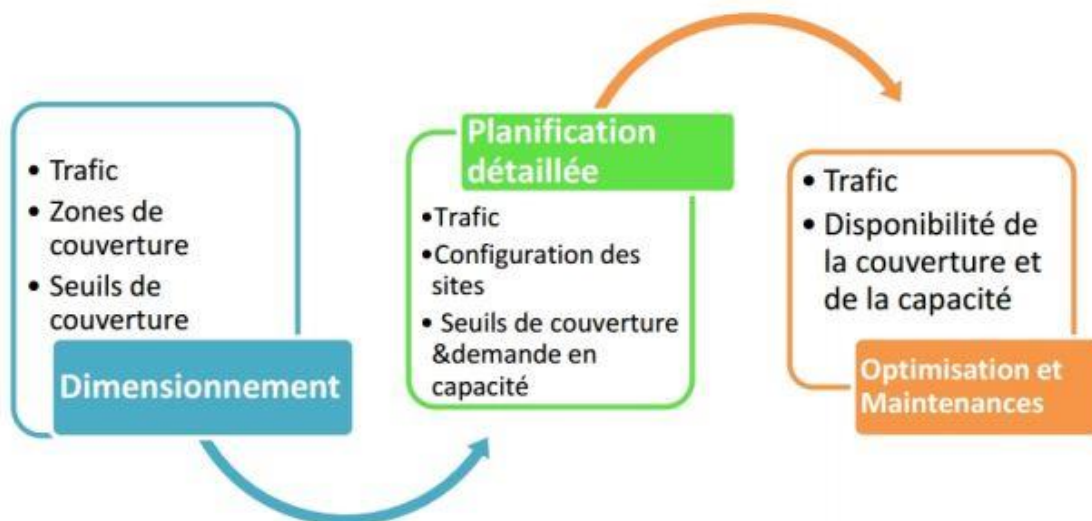 • Trafic
• Zones de
couverture
• Seuils de
couverture
Dimensionnement
Planification
détaillée
•Trafic
•Configuration des
sites
• Seuils de couverture
&demande en
capacité
• Trafic
• Disponibilité de
la couverture et
de la capacité
Optimisation et
Maintenances